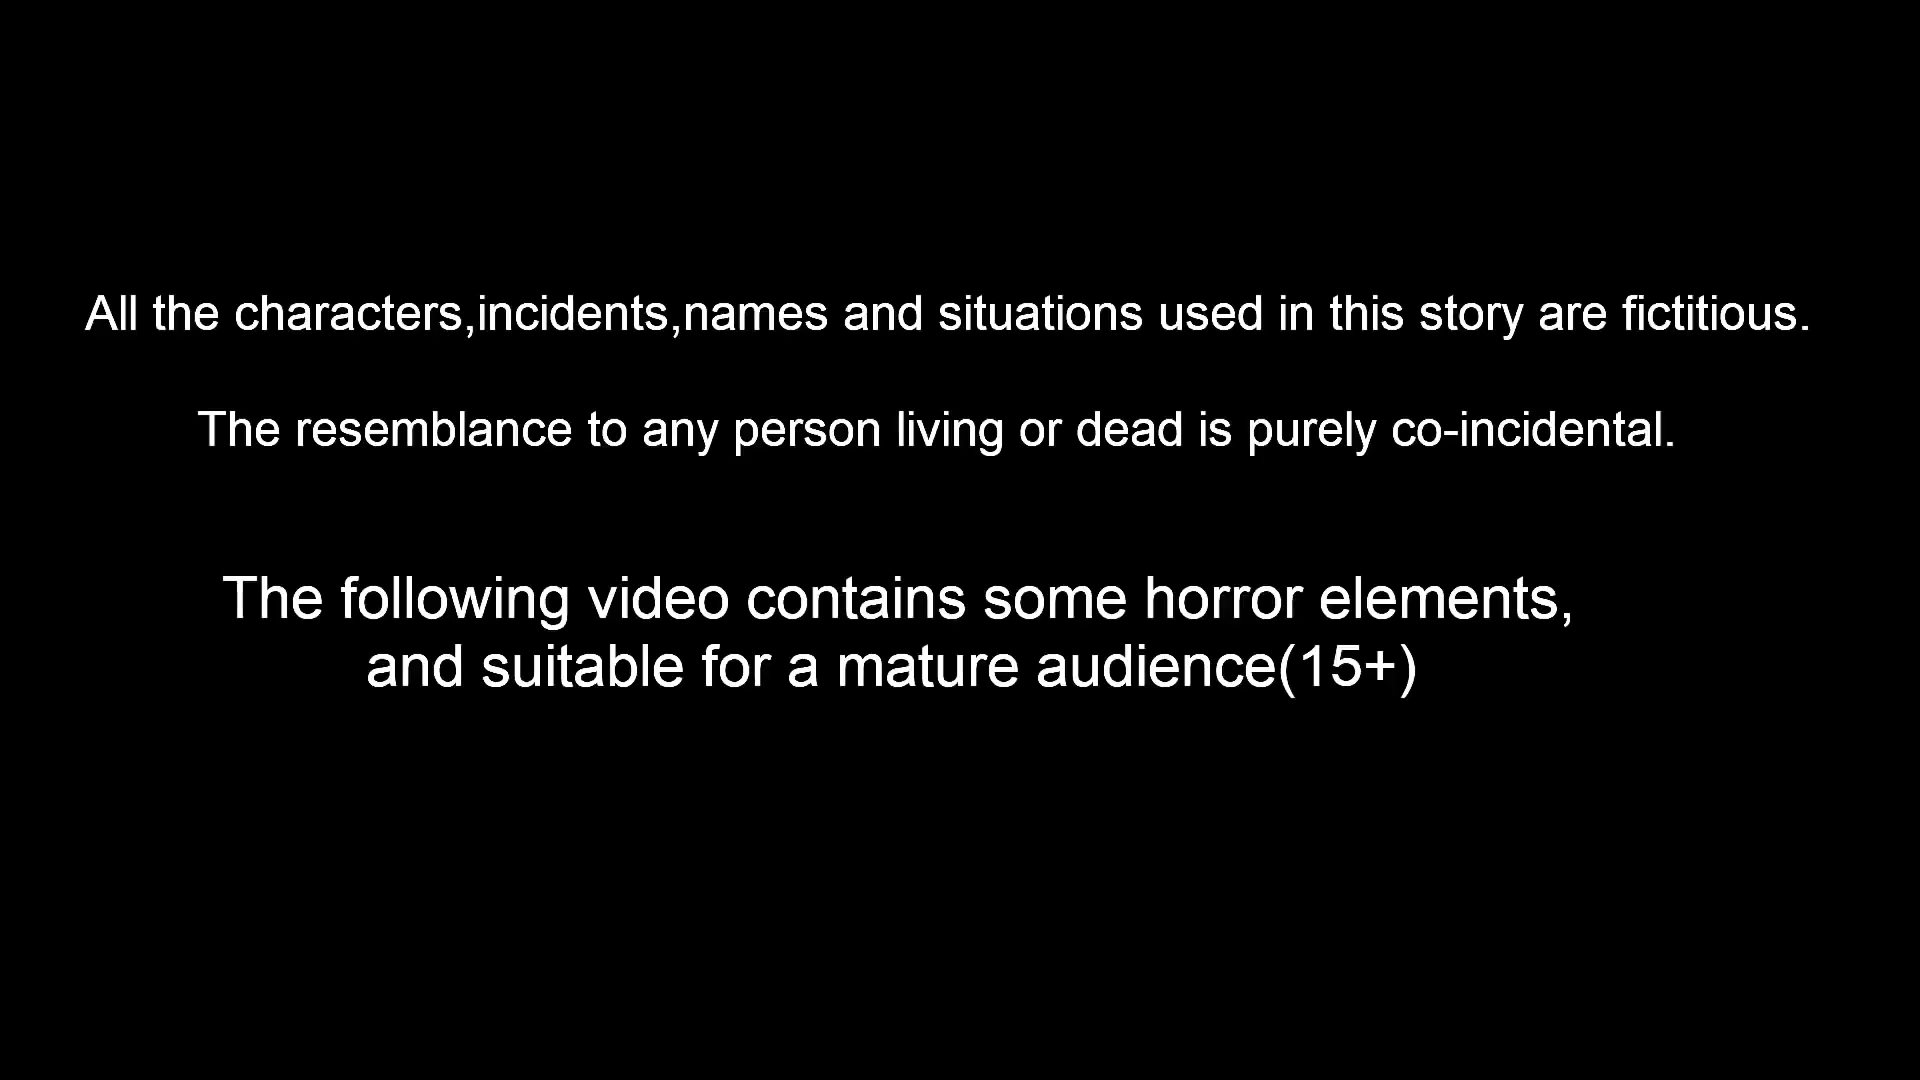 All the characters,incidents,names and situations used in this story are fictitious.
The resemblance to any person living or dead is purely co-incidental.
The following video contains some horror elements,
and suitable for a mature audience(15+)